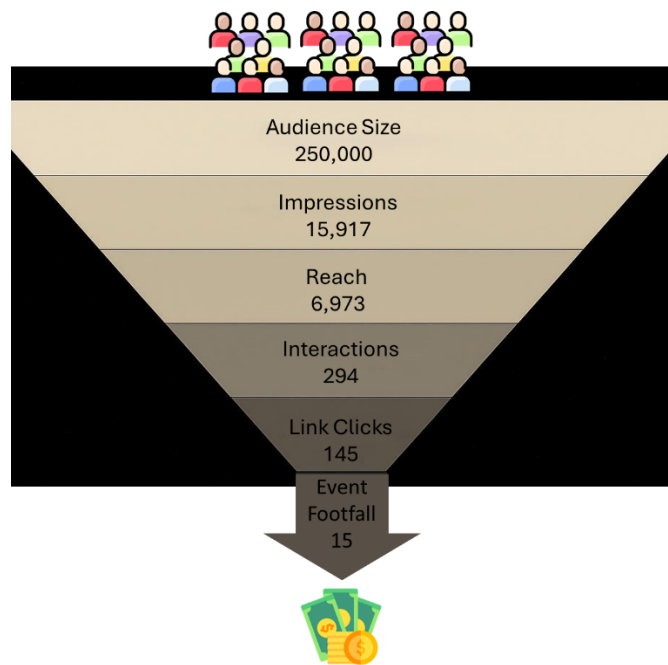 Audience Size
250,000
Impressions
15,917
Reach
6,973
Interactions
294
Link Clicks
145
Event
Footfall
15